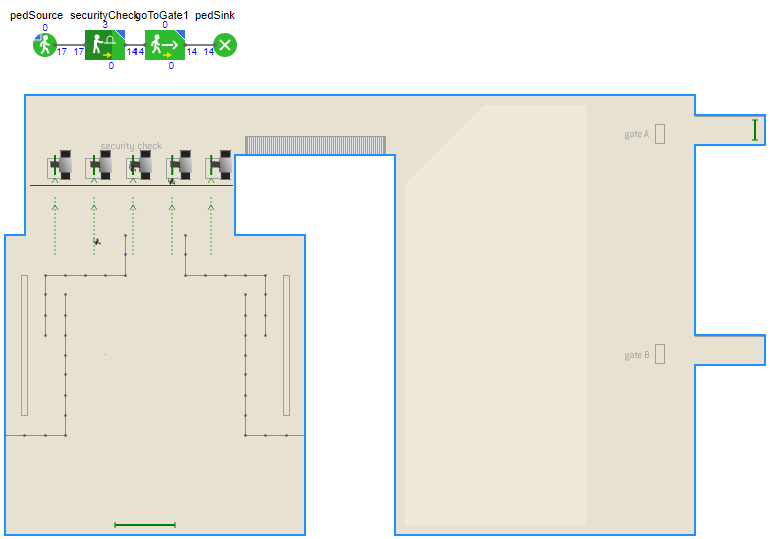 pedSource securityCheck goToGate1 pedSink
0 3 0
17 17 14 14 14 14
0 0
security check
gate A
gate B